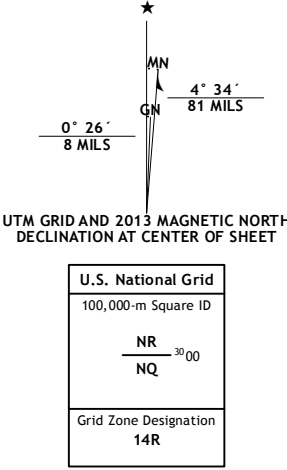 ★
MN
4° 34´
81 MILS
GN
0° 26´
8 MILS
UTM GRID AND 2013 MAGNETIC NORTH
DECLINATION AT CENTER OF SHEET
U.S. National Grid
100,000-m Square ID
NR
3000
NQ
Grid Zone Designation
14R